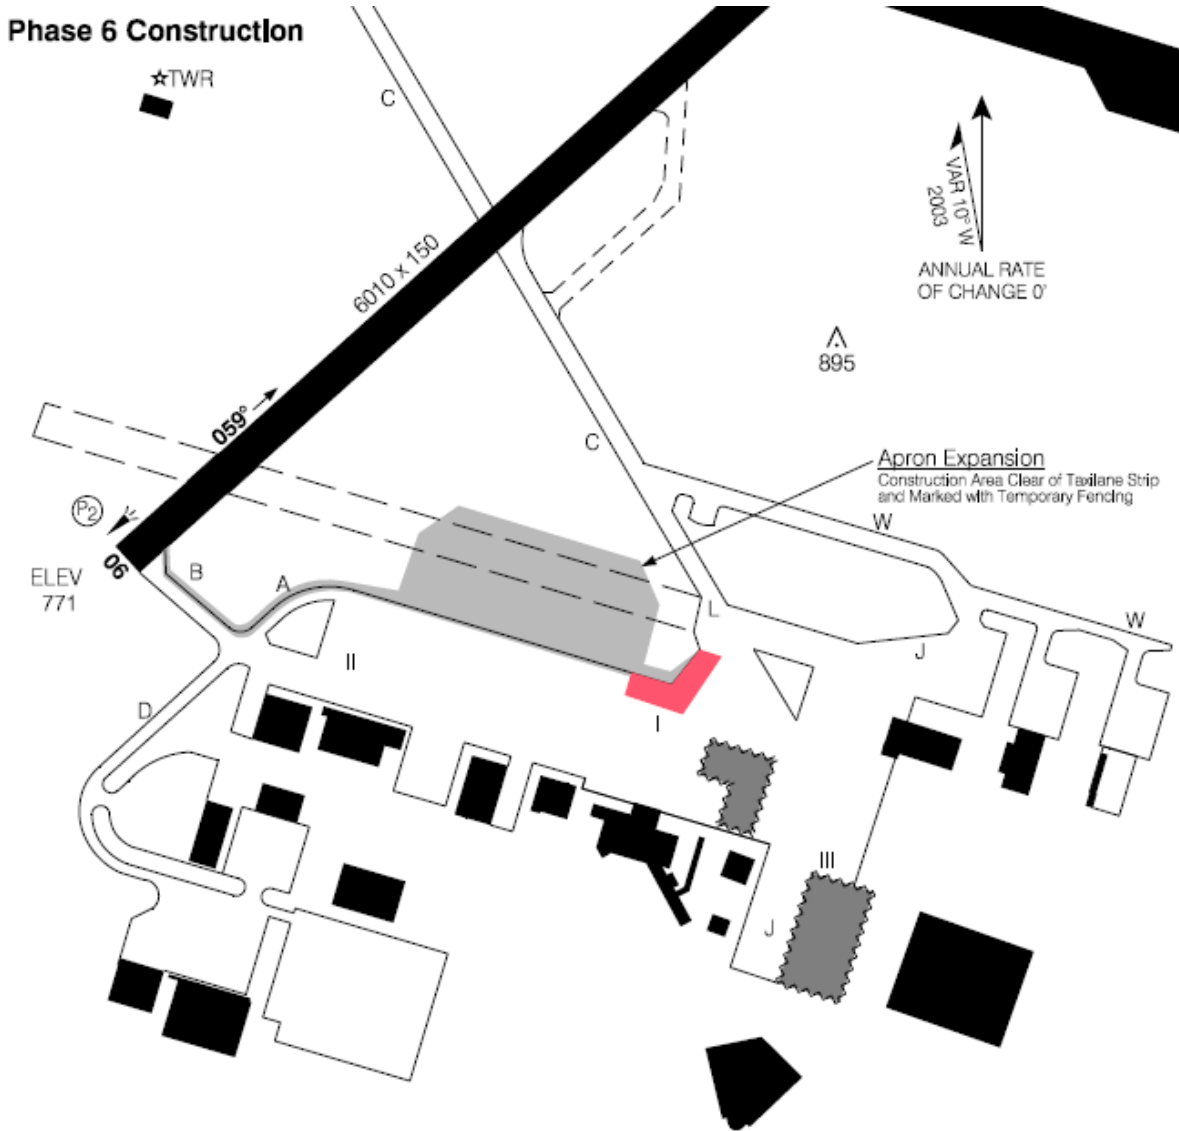 Phase 6 Construction
☆TWR
C
VAR 10° W
2003
6010 x 150
ANNUAL RATE
OF CHANGE 0'
895
059°
C
Apron Expansion
Construction Area Clear of Taxilane Strip
and Marked with Temporary Fencing
P2
W
06
ELEV
771
B
A
L
W
J
II
D
I
III
J